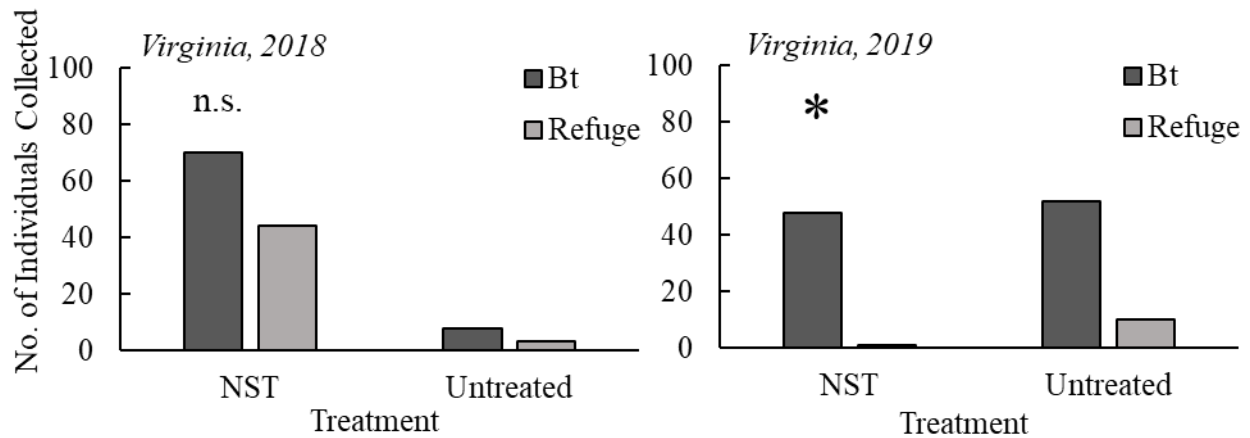 No. of Individuals Collected
Virginia, 2018
100
80
60
40
20
0
n.s.
Bt
Refuge
NST
Untreated
Treatment
Virginia, 2019
100
80
60
40
20
0
*
Bt
Refuge
NST
Untreated
Treatment